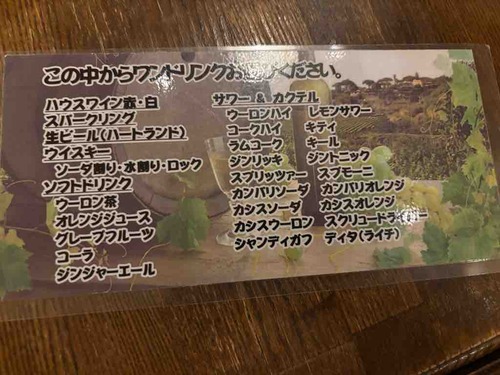 この中からワンドリンクお選びください。
ハウスワイン赤・白
スパークリング
生ビール(ハートランド)
ウイスキー
ソーダ割り・水割り・ロック
ソフトドリンク
ウーロン茶
オレンジジュース
グレープフルーツ
コーラ
ジンジャーエール
サワー & カクテル
ウーロンハイ レモンサワー
コークハイ キティ
ラムコーク キール
ジンリッキ ジントニック
スプリッツァー スプモーニ
カンパリソーダ カンパリオレンジ
カシスソーダ カシスオレンジ
カシスウーロン スクリュードライバー
シャンディガフ ディタ(ライチ)